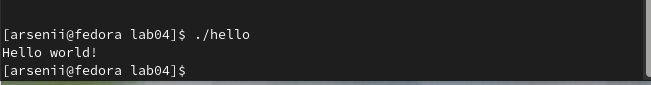 [arsenii@fedora lab04]$ ./hello
Hello world!
[arsenii@fedora lab04]$